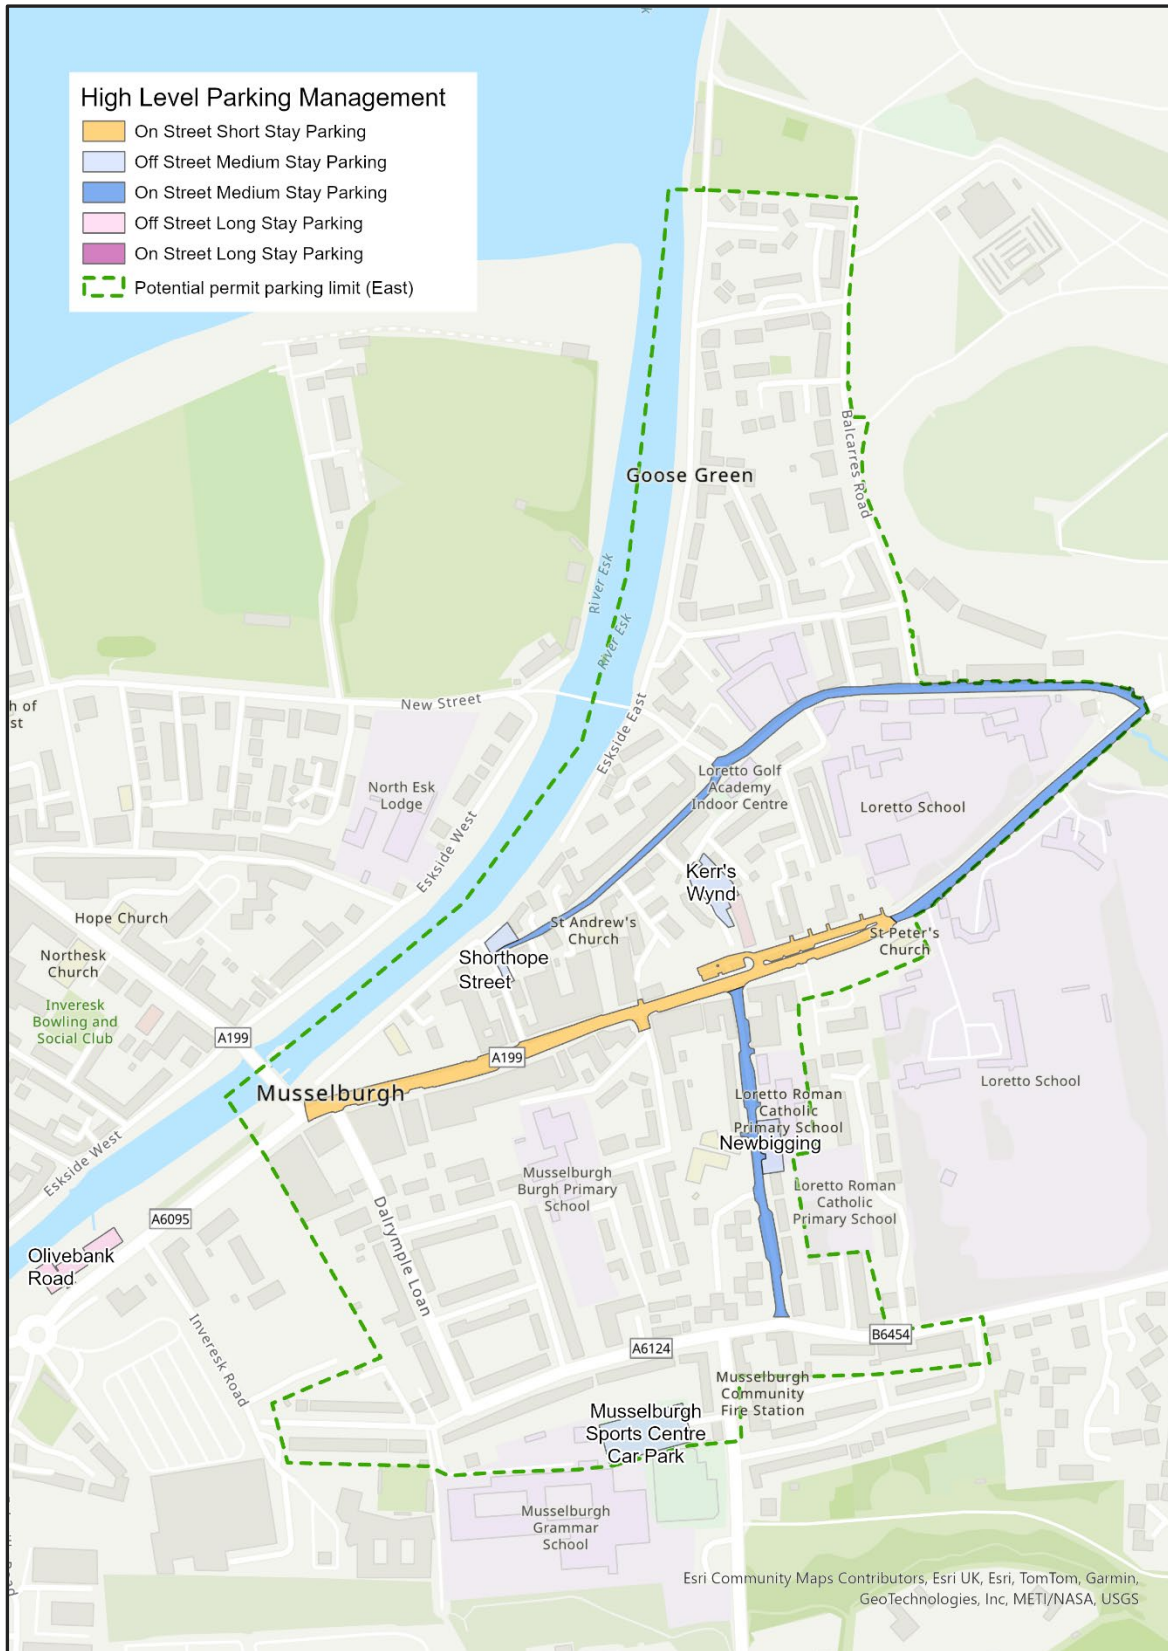 High Level Parking Management
On Street Short Stay Parking
Off Street Medium Stay Parking
On Street Medium Stay Parking
Off Street Long Stay Parking
On Street Long Stay Parking
Potential permit parking limit (East)
Goose Green
Balcarres Road
River Esk
River Esk
h of
st
New Street
Eskside East
North Esk
Lodge
Eskside West
Loretto Golf
Academy
Indoor Centre
Loretto School
Kerr's
Wynd
Hope Church
St Andrew's
Church
St Peter's
Church
Northesk
Church
Shorthope
Street
Inveresk
Bowling and
Social Club
A199
A199
Musselburgh
Loretto School
Loretto Roman
Catholic
Primary School
Newbigging
Eskside West
Musselburgh
Burgh Primary
School
Loretto Roman
Catholic
Primary School
A6095
Dalrymple Loan
Olivebank
Road
Inveresk Road
A6124
B6454
Musselburgh
Community
Fire Station
Musselburgh
Sports Centre
Car Park
Musselburgh
Grammar
School
Esri Community Maps Contributors, Esri UK, Esri, TomTom, Garmin,
GeoTechnologies, Inc, METI/NASA, USGS